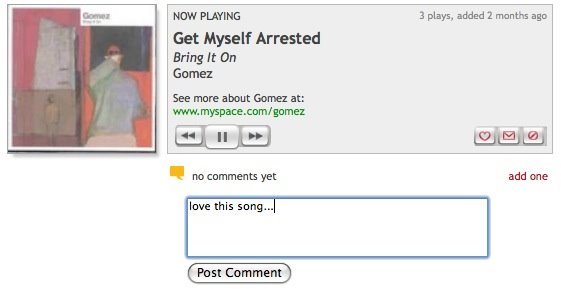 Gomez
Bring It On
NOW PLAYING
3 plays, added 2 months ago
Get Myself Arrested
Bring It On
Gomez
See more about Gomez at:
www.myspace.com/gomez
no comments yet
add one
love this song...
Post Comment